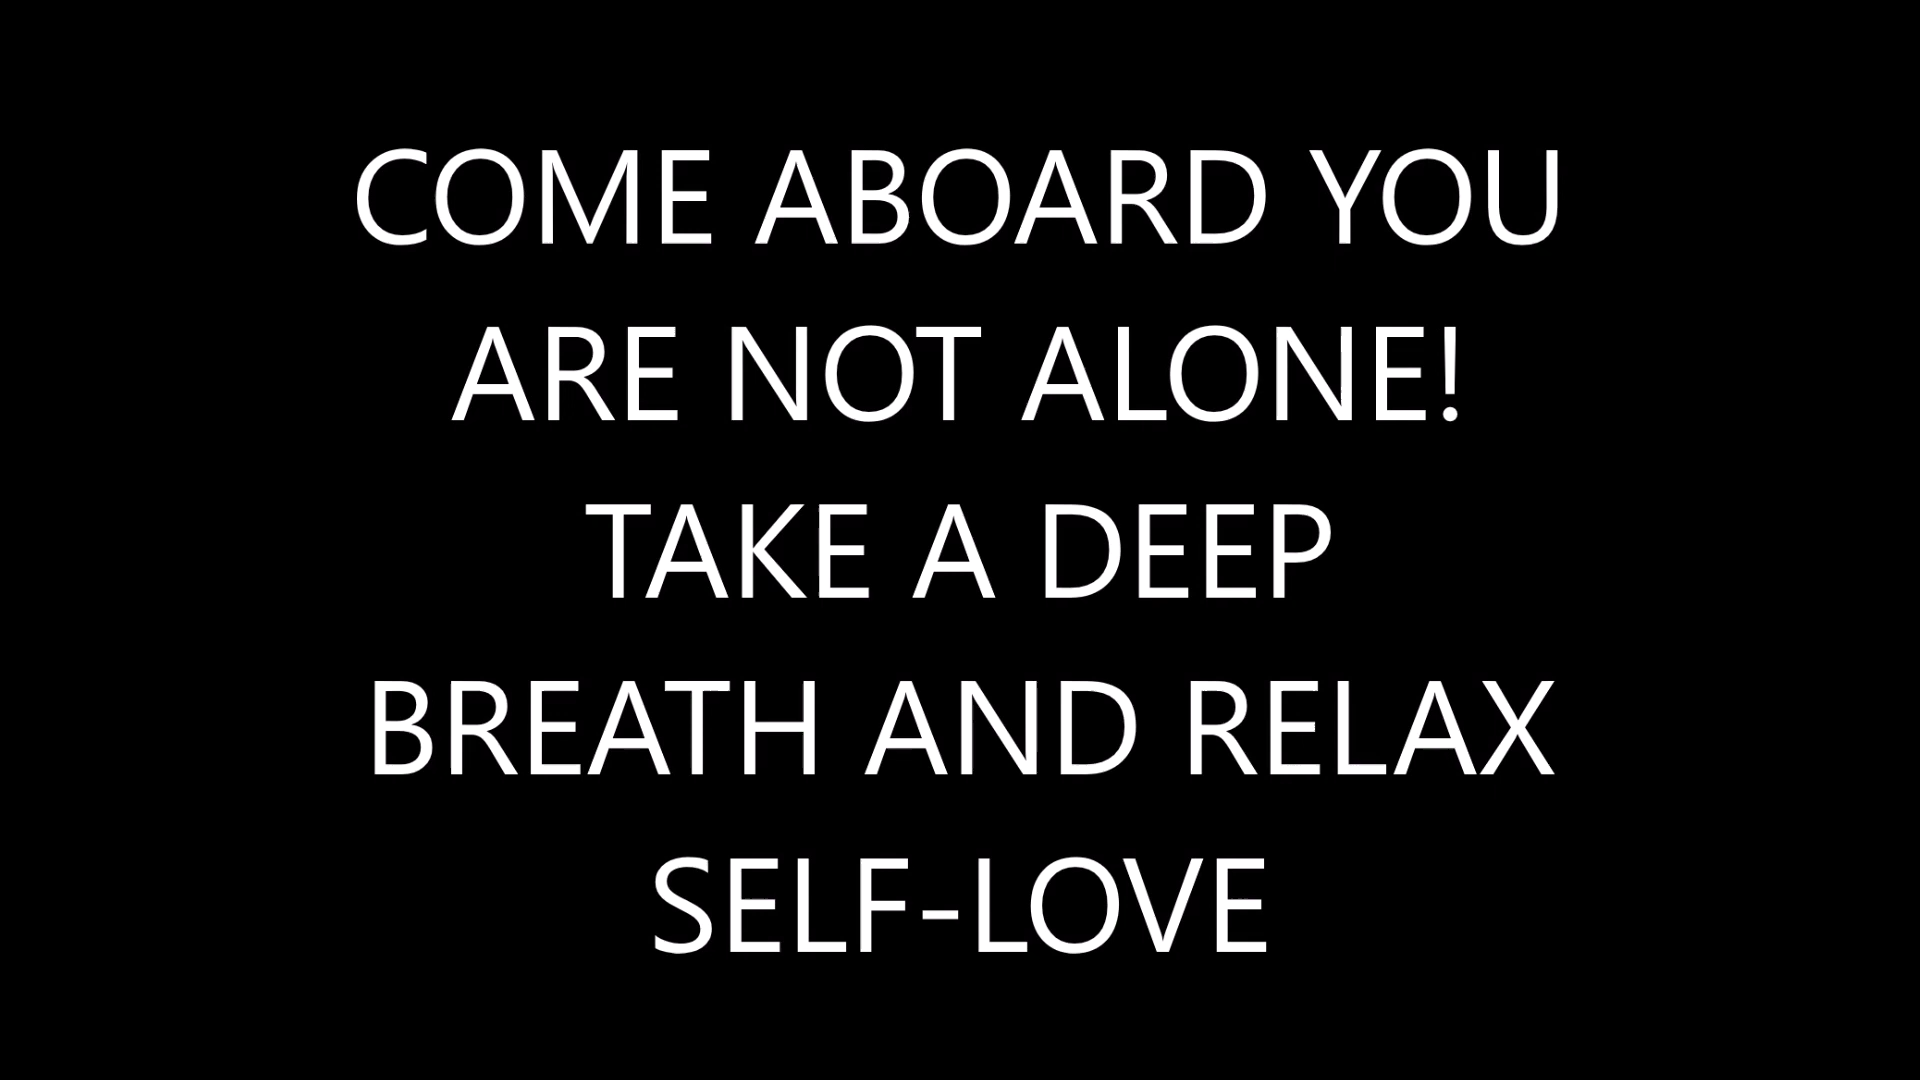 COME ABOARD YOU
ARE NOT ALONE!
TAKE A DEEP
BREATH AND RELAX
SELF-LOVE